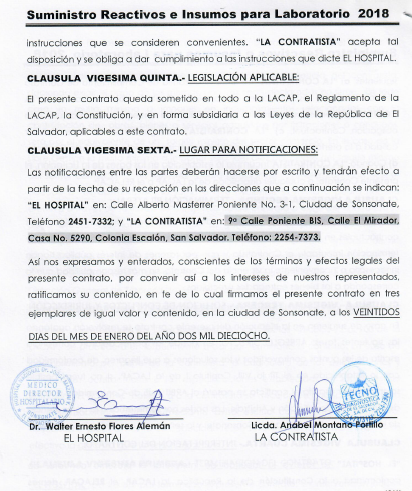 Suministro Reactivos e Insumos para Laboratorio 2018
instrucciones que se consideren convenientes. "LA CONTRATISTA" acepta tal
disposición y se obliga a dar cumplimiento a las instrucciones que dicte EL HOSPITAL.
CLAUSULA VIGESIMA QUINTA.- LEGISLACIÓN APLICABLE:
El presente contrato queda sometido en todo a la LACAP, el Reglamento de la
LACAP, la Constitución, y en forma subsidiaria a las Leyes de la República de El
Salvador, aplicables a este contrato.
CLAUSULA VIGESIMA SEXTA.- LUGAR PARA NOTIFICACIONES:
Las notificaciones entre las partes deberán hacerse por escrito y tendrán efecto a
partir de la fecha de su recepción en las direcciones que a continuación se indican:
"EL HOSPITAL" en: Calle Alberto Masferrer Poniente No. 3-1, Ciudad de Sonsonate,
Teléfono 2451-7332; y "LA CONTRATISTA" en: 9º Calle Poniente BIS, Calle El Mirador,
Casa No. 5290, Colonia Escalón, San Salvador. Teléfono: 2254-7373.
Así nos expresamos y enterados, conscientes de los términos y efectos legales del
presente contrato, por convenir así a los intereses de nuestros representados,
ratificamos su contenido, en fe de lo cual firmamos el presente contrato en tres
ejemplares de igual valor y contenido, en la ciudad de Sonsonate, a los VEINTIDOS
DIAS DEL MES DE ENERO DEL AÑO DOS MIL DIECIOCHO.
MEDICO
DIRECTOR
TECNO
Dr. Walter Ernesto Flores Alemán
Licda. Anabel Montano Portillo
EL HOSPITAL
LA CONTRATISTA